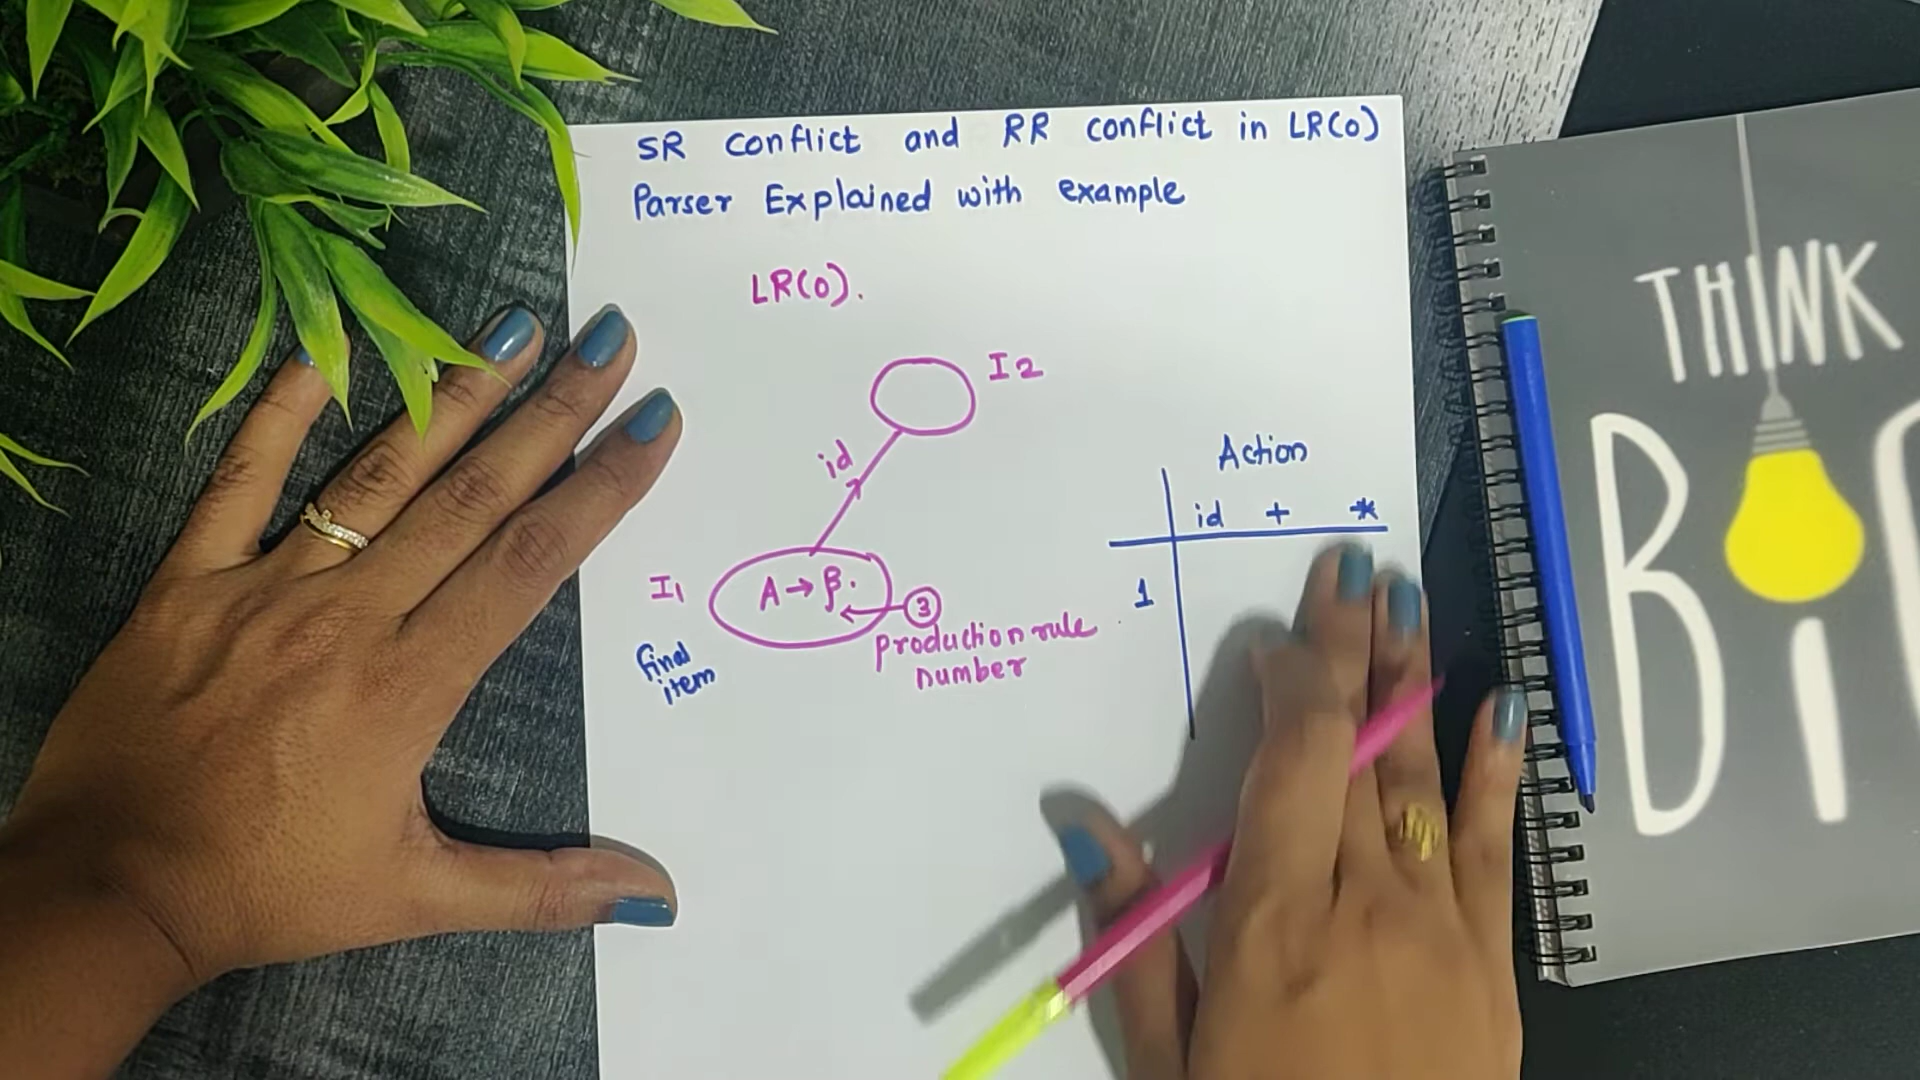 SR conflict and RR conflict in LR(0)
Parser Explained with example
LR(0).
I2
id
I1
A→β.
3
Production rule
number
final
item
Action
id + *
1
THINK